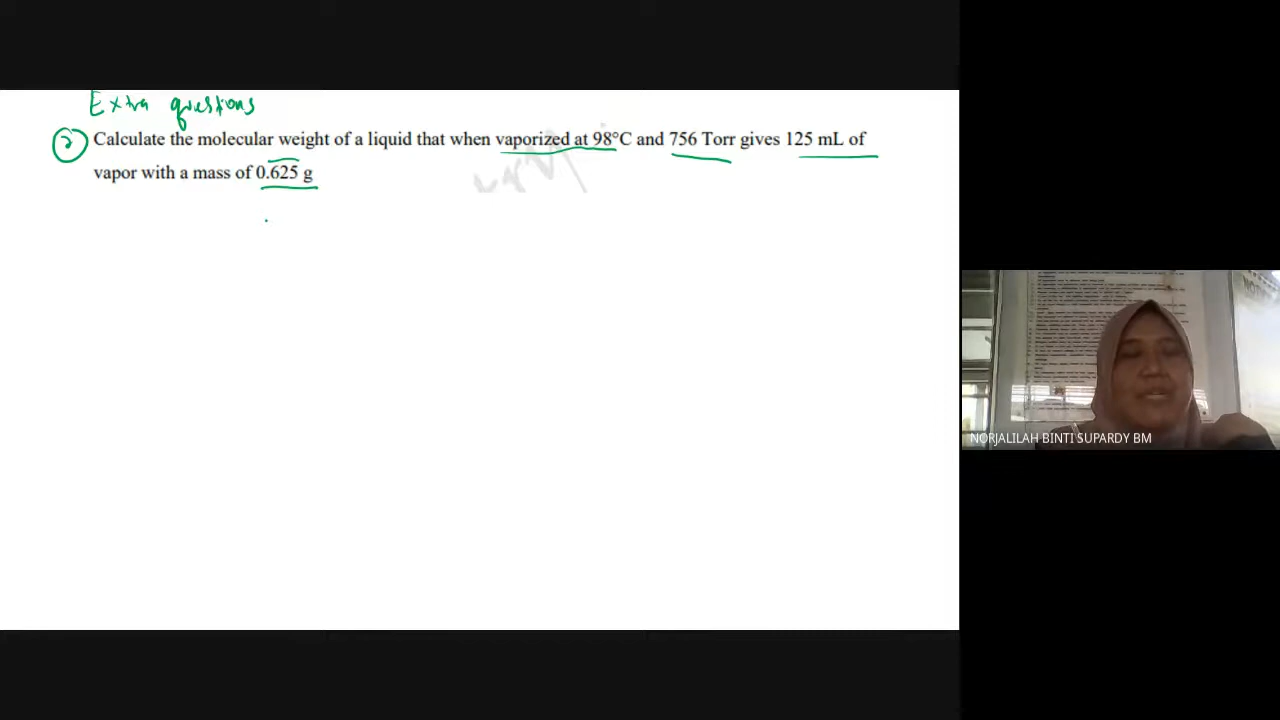 Extra questions
2 Calculate the molecular weight of a liquid that when vaporized at 98°C and 756 Torr gives 125 mL of
vapor with a mass of 0.625 g
NORJALILAH BINTI SUPARDY BM